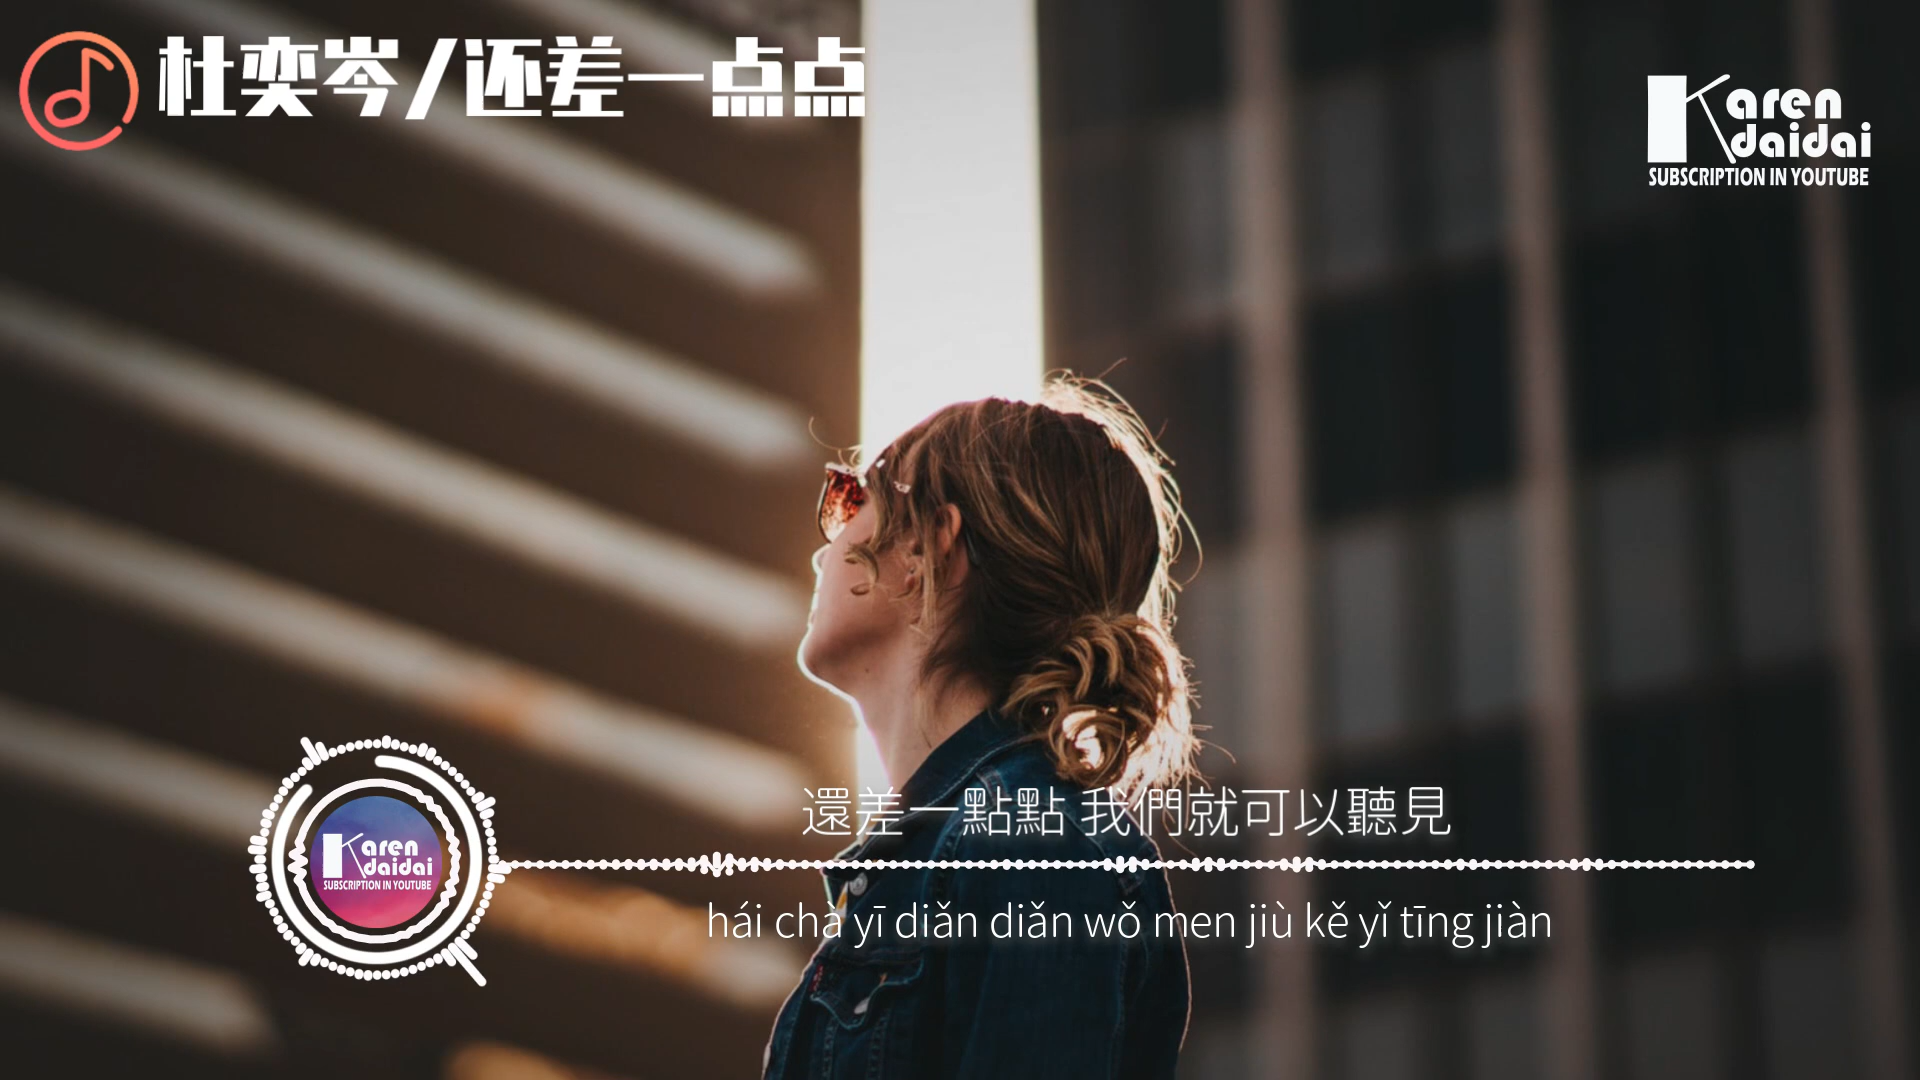 杜奕岑/还差一点点
Karen
daidai
SUBSCRIPTION IN YOUTUBE
還差一點點 我們就可以聽見
Karen
daidai
SUBSCRIPTION IN YOUTUBE
hái chà yī diǎn diǎn wǒ men jiù kě yǐ tīng jiàn